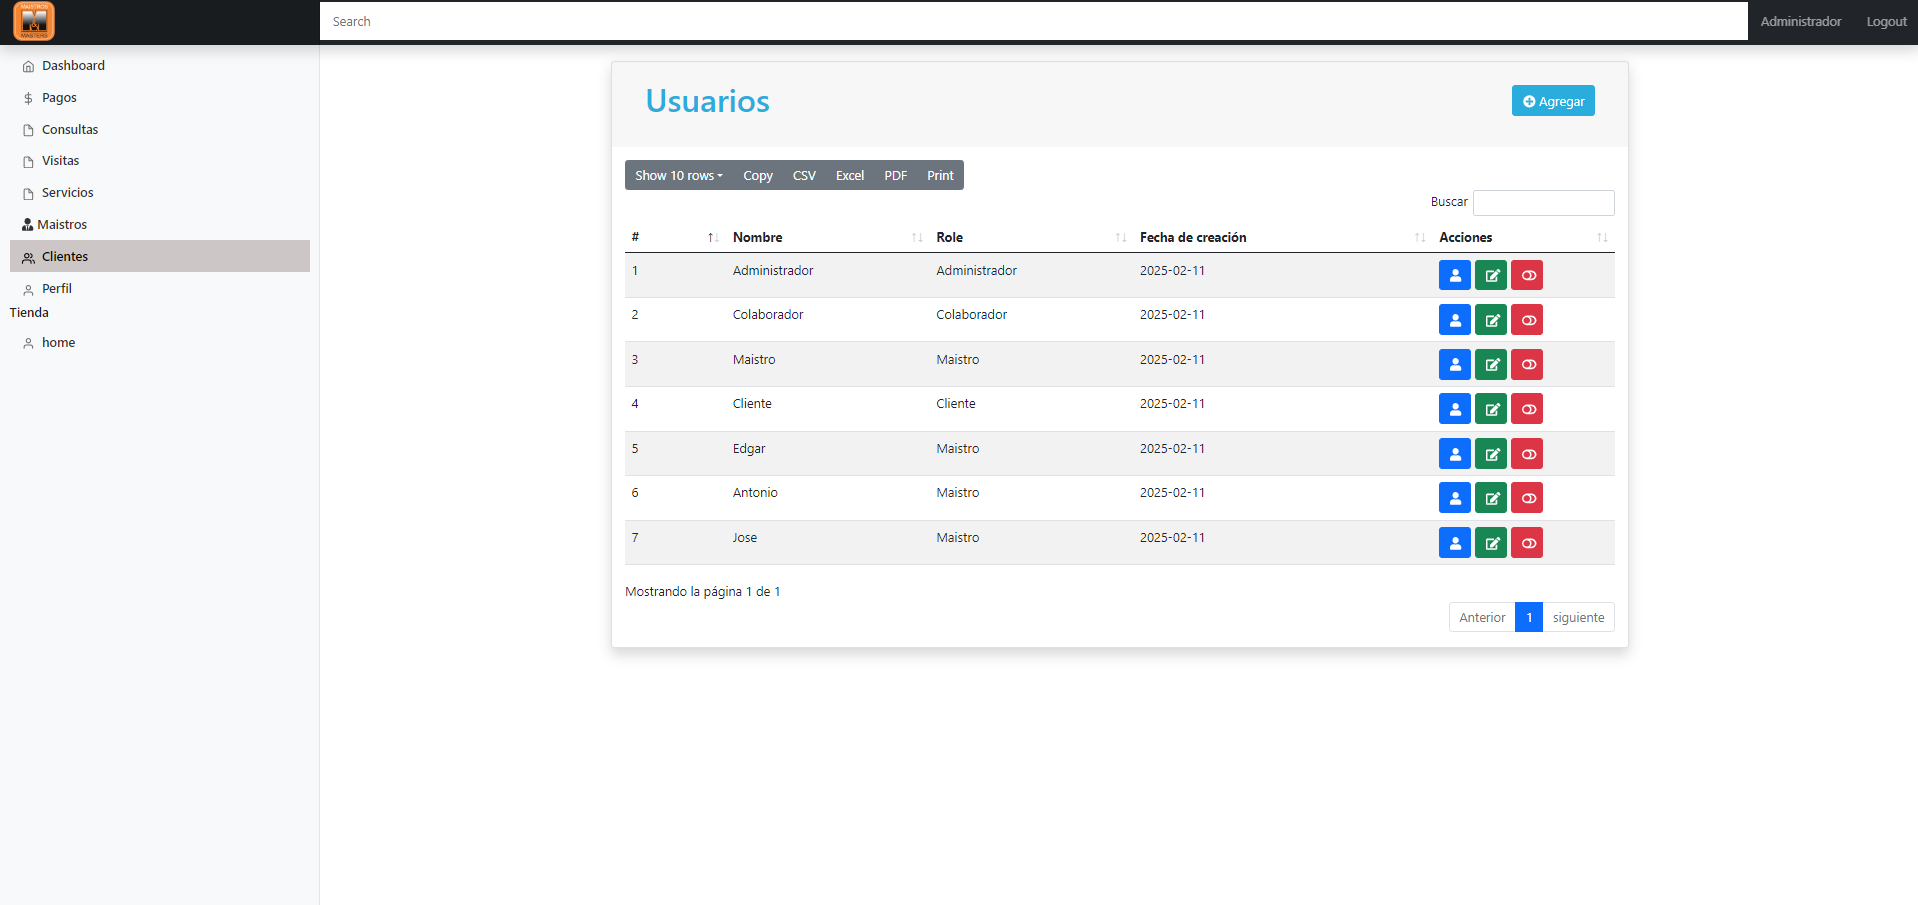 MAISTROS
M
&
MASTERS
Search
Administrador
Logout
Dashboard
Pagos
Consultas
Visitas
Servicios
Maistros
Clientes
Perfil
Tienda
home
Usuarios
Agregar
Show 10 rows Copy CSV Excel PDF Print
Buscar
# Nombre Role Fecha de creación Acciones
1 Administrador Administrador 2025-02-11
2 Colaborador Colaborador 2025-02-11
3 Maistro Maistro 2025-02-11
4 Cliente Cliente 2025-02-11
5 Edgar Maistro 2025-02-11
6 Antonio Maistro 2025-02-11
7 Jose Maistro 2025-02-11
Mostrando la página 1 de 1
Anterior 1 siguiente